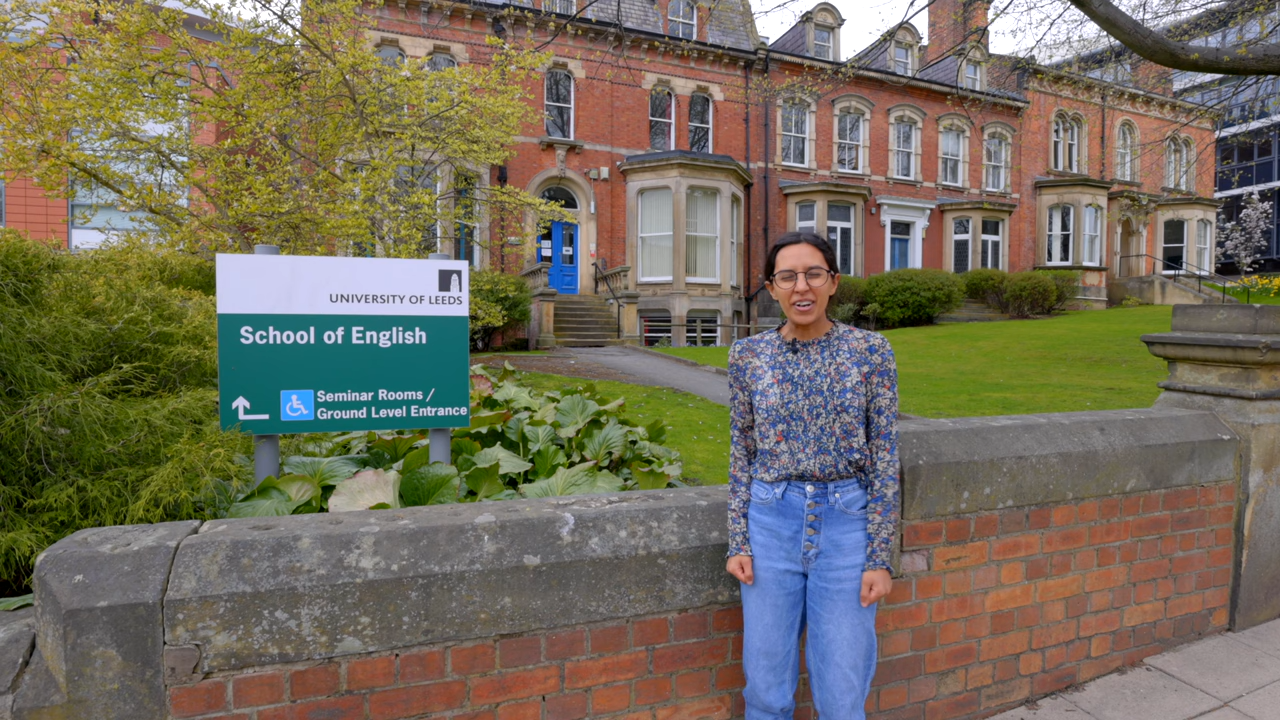 UNIVERSITY OF LEEDS
School of English
Seminar Rooms /
Ground Level Entrance